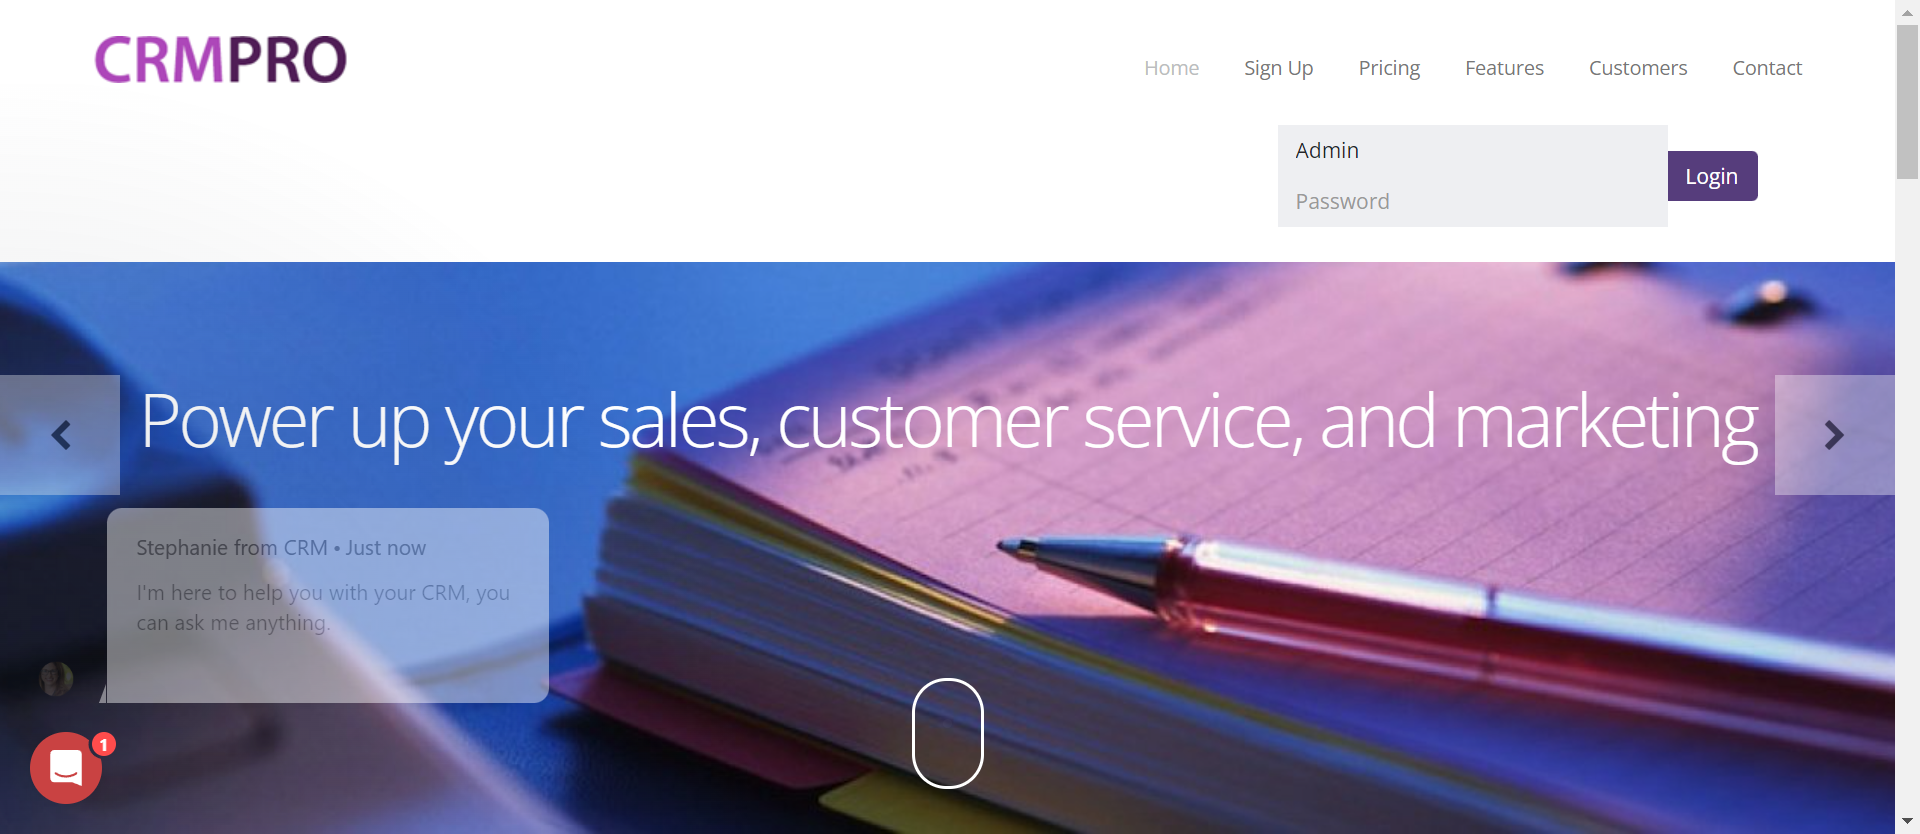 CRMPRO
Home Sign Up Pricing Features Customers Contact
Admin
Password
Login
Power up your sales, customer service, and marketing
Stephanie from CRM • Just now
I'm here to help you with your CRM, you
can ask me anything.
1